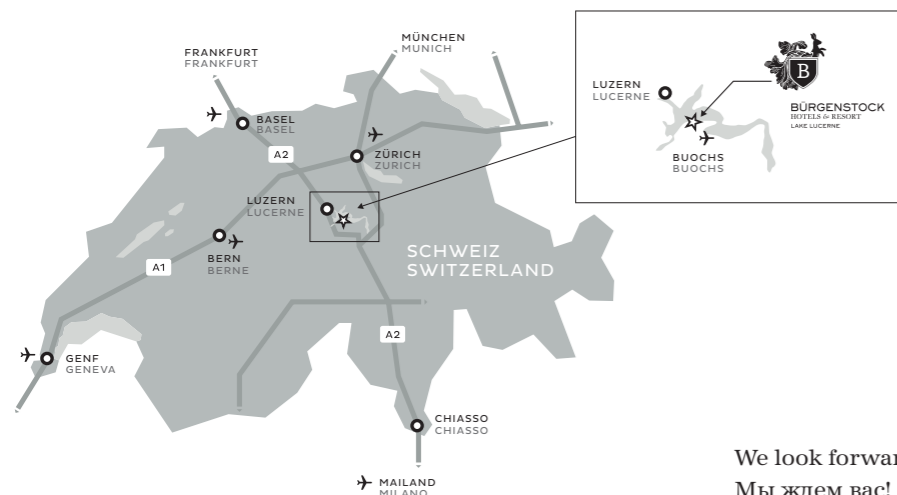 FRANKFURT
FRANKFURT
MÜNCHEN
MUNICH
BASEL
BASEL
A2
ZÜRICH
ZURICH
LUZERN
LUCERNE
BERN
BERNE
A1
SCHWEIZ
SWITZERLAND
A2
GENF
GENEVA
CHIASSO
CHIASSO
MAILAND
MILANO
LUZERN
LUCERNE
B
BÜRGENSTOCK
HOTELS & RESORT
LAKE LUCERNE
BUOCHS
BUOCHS
We look forwar
Мы ждем вас!